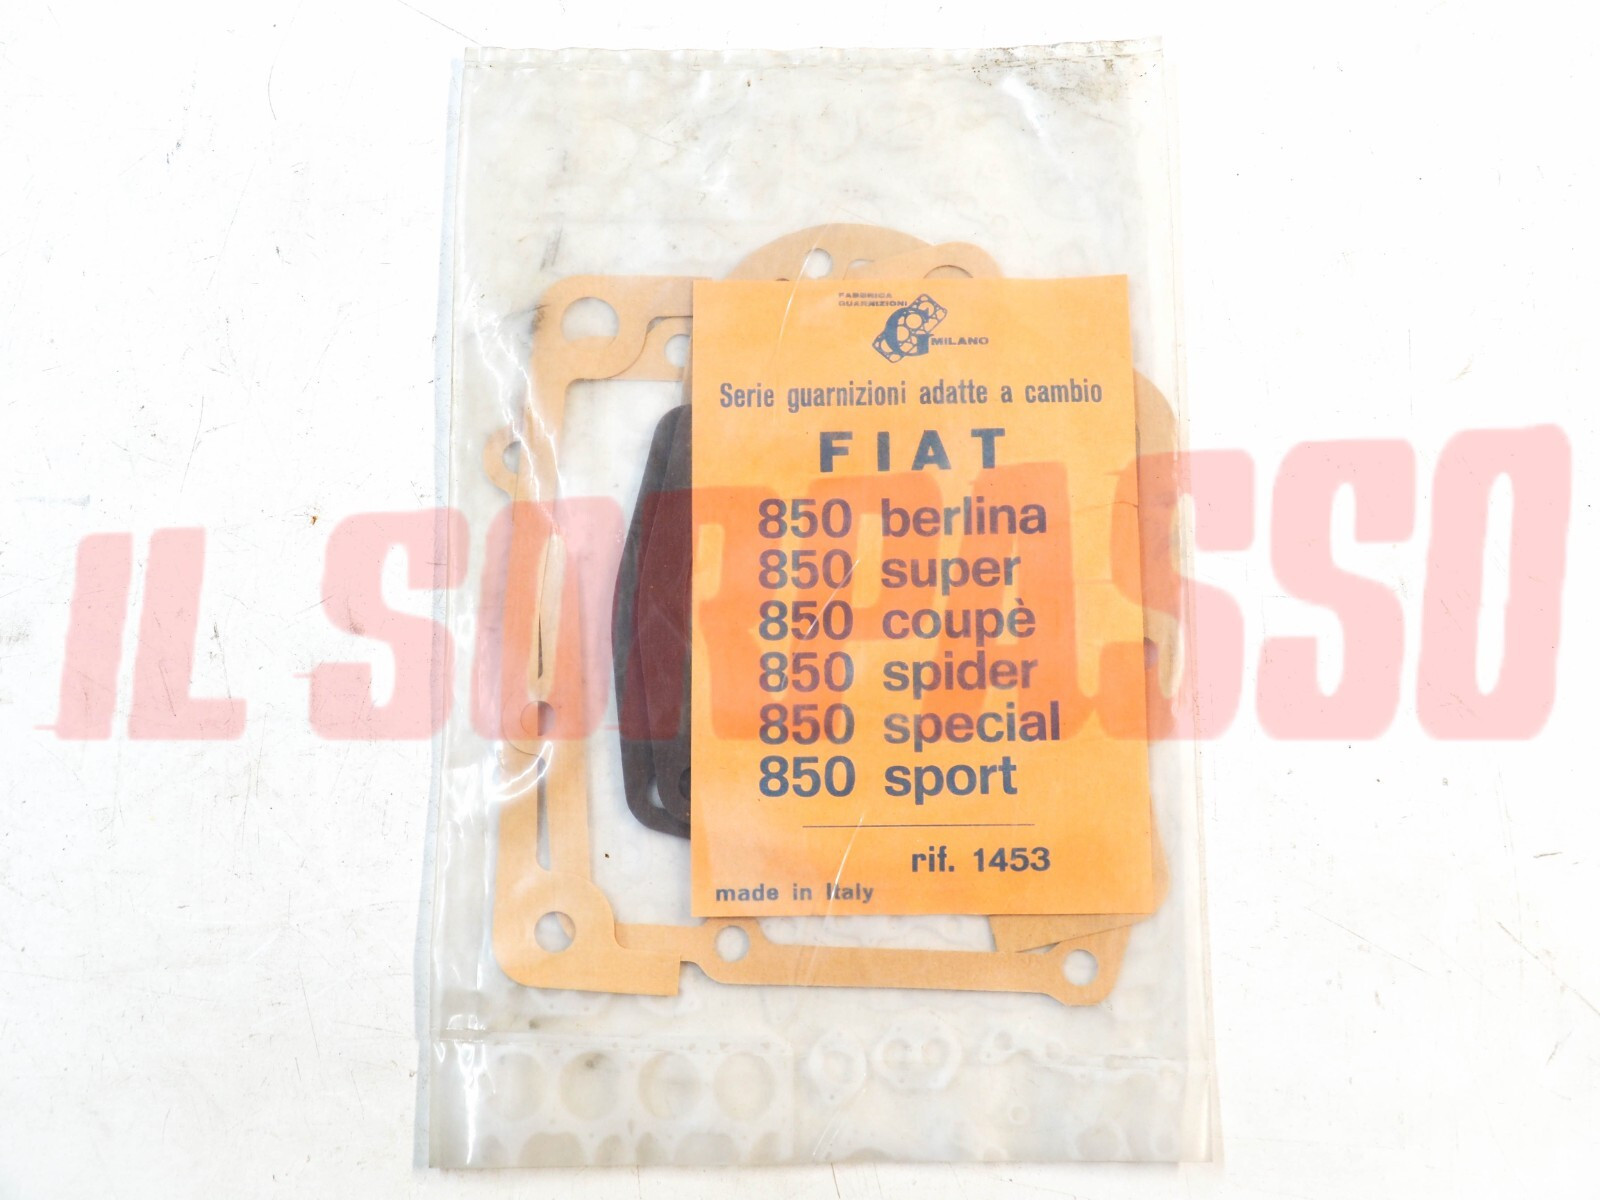 FABBRICA
GUARNIZIONI
G MILANO
Serie guarnizioni adatte a cambio
FIAT
850 berlina
850 super
850 coupè
850 spider
850 special
850 sport
rif. 1453
made in Italy
IL SORPASSO